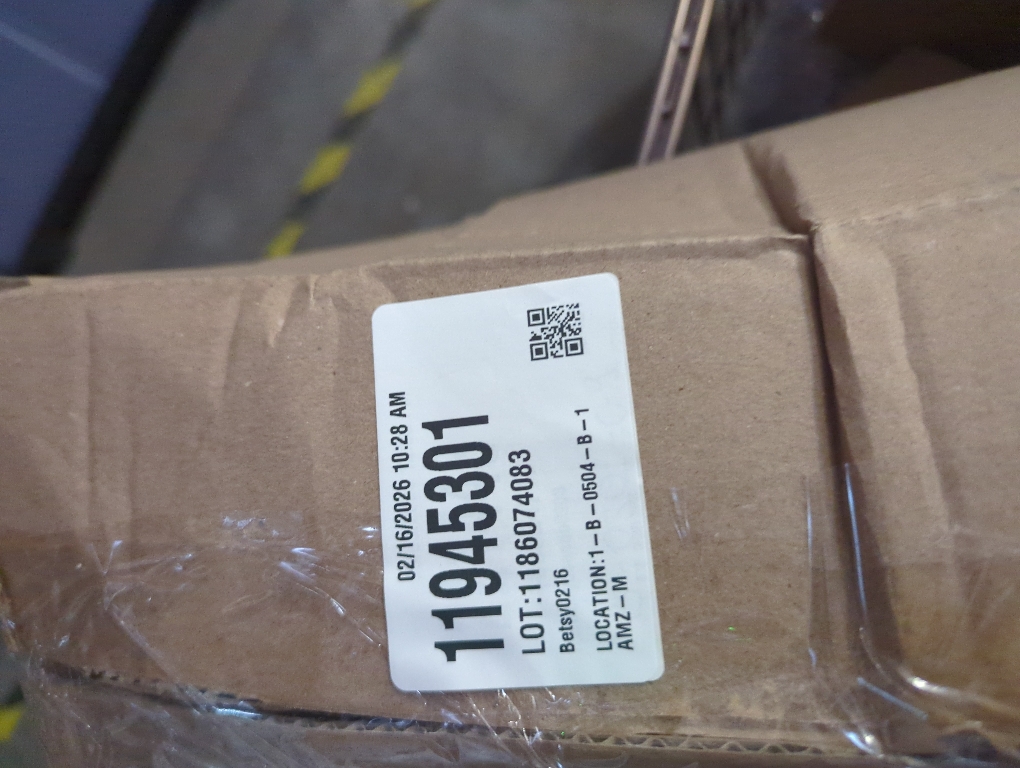 02/16/2026 10:28 AM
11945301
LOT:1186074083
Betsy0216
LOCATION:1-B-0504-B-1
AMZ-M